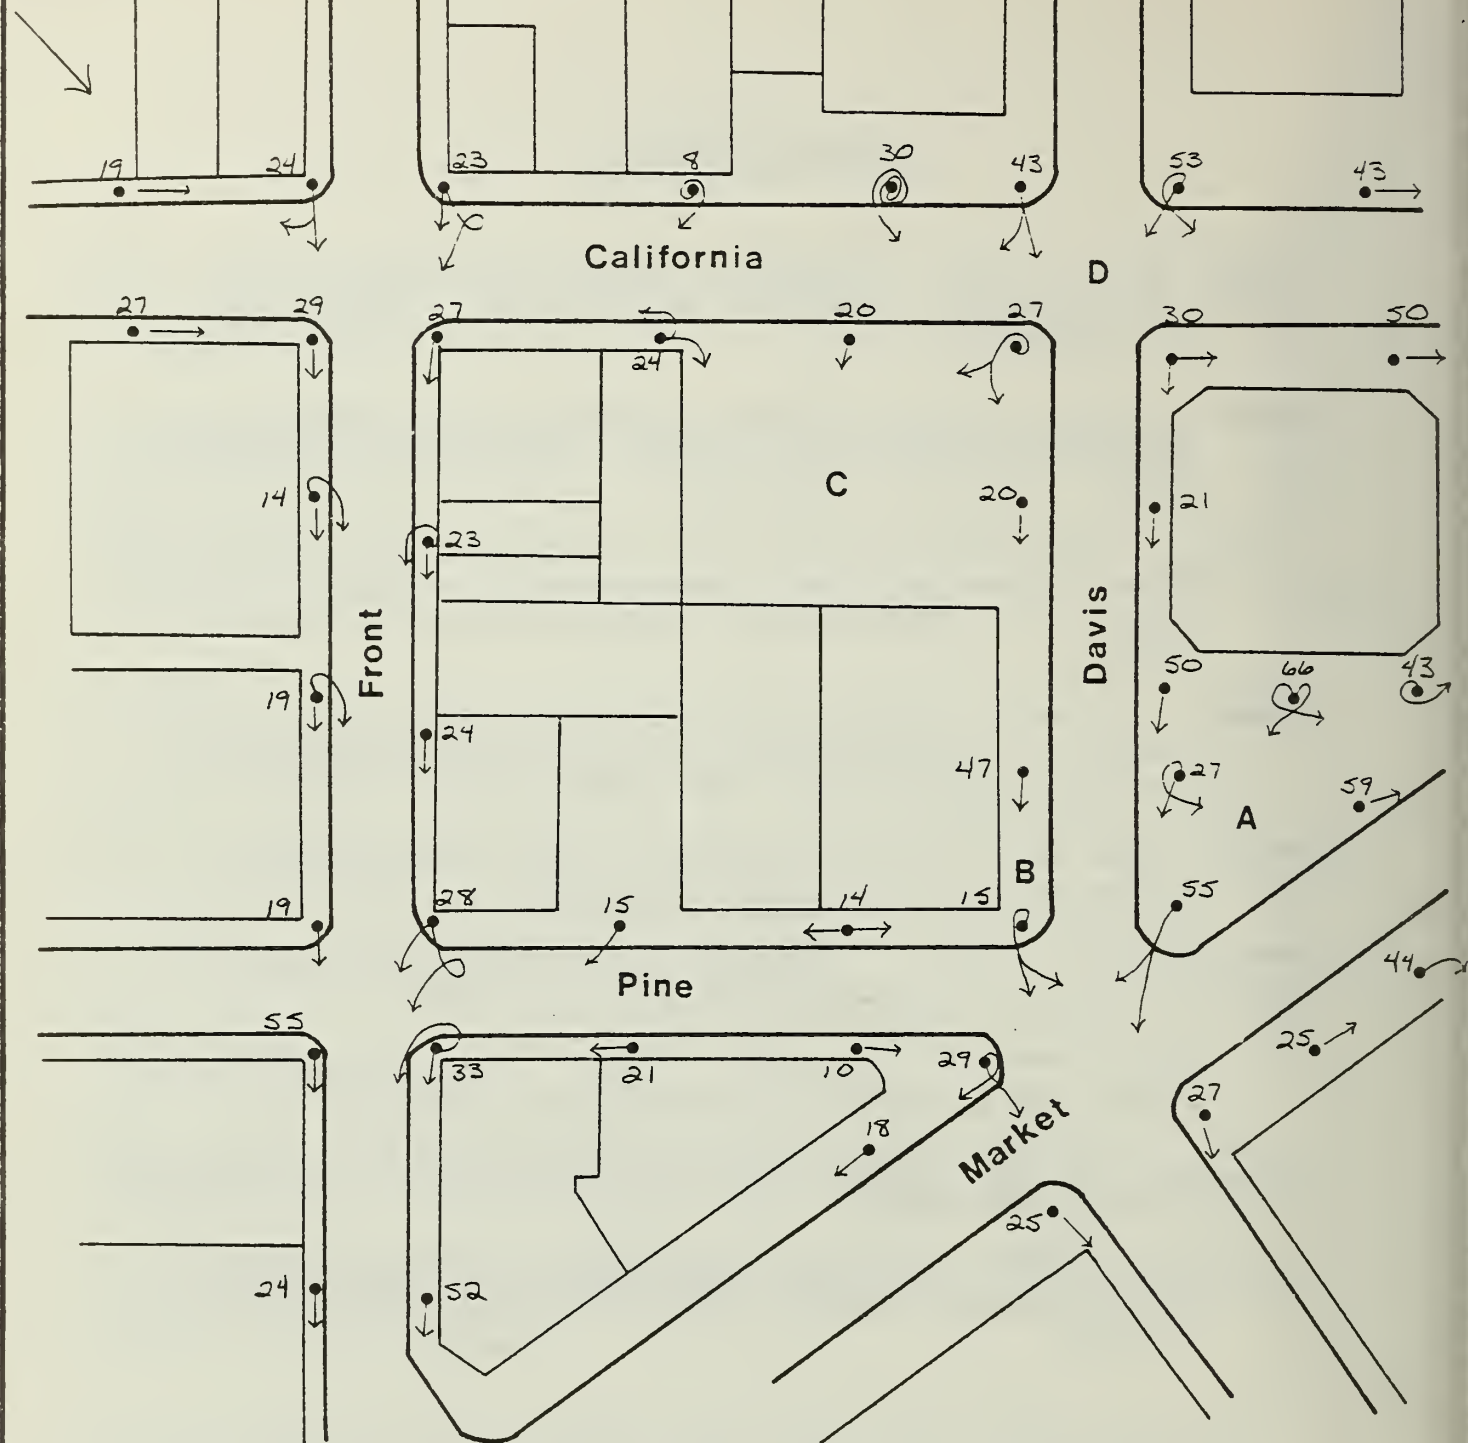 19 24 23 8 30 43 53 43
California
D
27 29 27 24 20 27 30 50
C
14 23 20 21
Front
Davis
19 24 50 66 43
47 27 59
A
B
19 28 15 14 15 55
Pine
44
55 33 21 10 29 25
27
18
Market
25
24 52